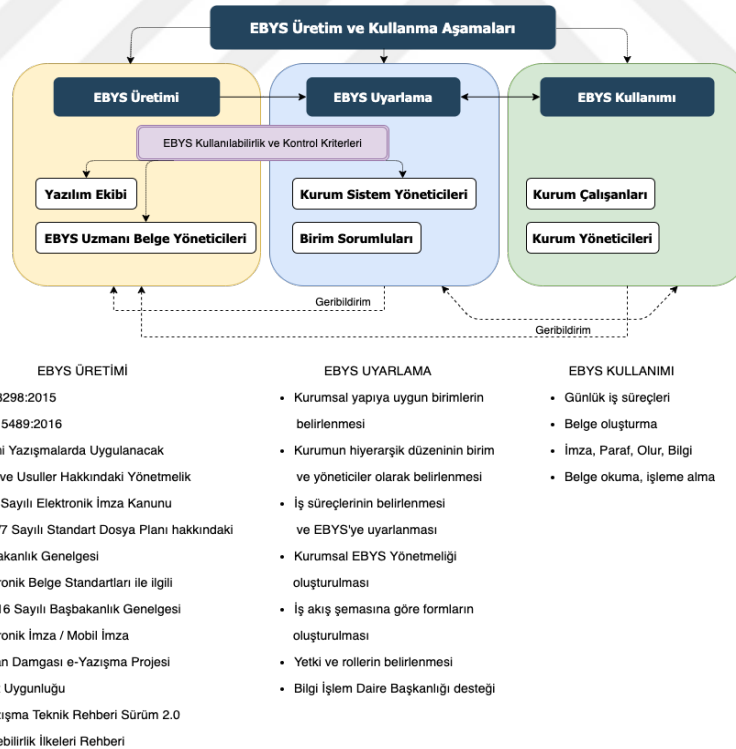 EBYS Üretim ve Kullanma Aşamaları
EBYS Üretimi
EBYS Uyarlama
EBYS Kullanımı
EBYS Kullanılabilirlik ve Kontrol Kriterleri
Yazılım Ekibi
EBYS Uzmanı Belge Yöneticileri
Kurum Sistem Yöneticileri
Birim Sorumluları
Kurum Çalışanları
Kurum Yöneticileri
Geribildirim
Geribildirim
EBYS ÜRETİMİ
3298:2015
5489:2016
Yazışmalarda Uygulanacak
ve Usuller Hakkındaki Yönetmelik
Sayılı Elektronik İmza Kanunu
/7 Sayılı Standart Dosya Planı hakkındaki
akanlık Genelgesi
ronik Belge Standartları ile ilgili
16 Sayılı Başbakanlık Genelgesi
ronik İmza / Mobil İmza
an Damgası e-Yazışma Projesi
Uygunluğu
zışma Teknik Rehberi Sürüm 2.0
ebilirlik İlkeleri Rehberi
EBYS UYARLAMA
• Kurumsal yapıya uygun birimlerin
belirlenmesi
• Kurumun hiyerarşik düzeninin birim
ve yöneticiler olarak belirlenmesi
• İş süreçlerinin belirlenmesi
ve EBYS'ye uyarlanması
• Kurumsal EBYS Yönetmeliği
oluşturulması
• İş akış şemasına göre formların
oluşturulması
• Yetki ve rollerin belirlenmesi
• Bilgi İşlem Daire Başkanlığı desteği
EBYS KULLANIMI
• Günlük iş süreçleri
• Belge oluşturma
• İmza, Paraf, Olur, Bilgi
• Belge okuma, işleme alma